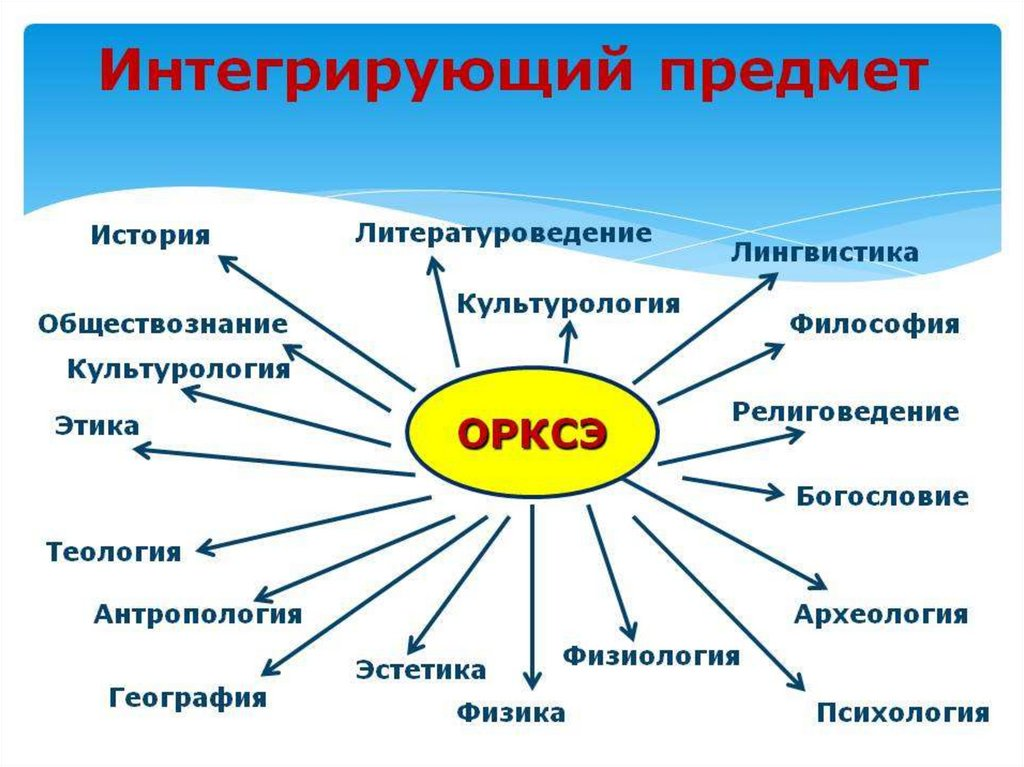 Интегрирующий предмет
История
Литературоведение
Лингвистика
Культурология
Обществознание
Философия
Культурология
Религоведение
Этика
ОРКСЭ
Богословие
Теология
Антропология
Археология
Физиология
Эстетика
География
Физика
Психология